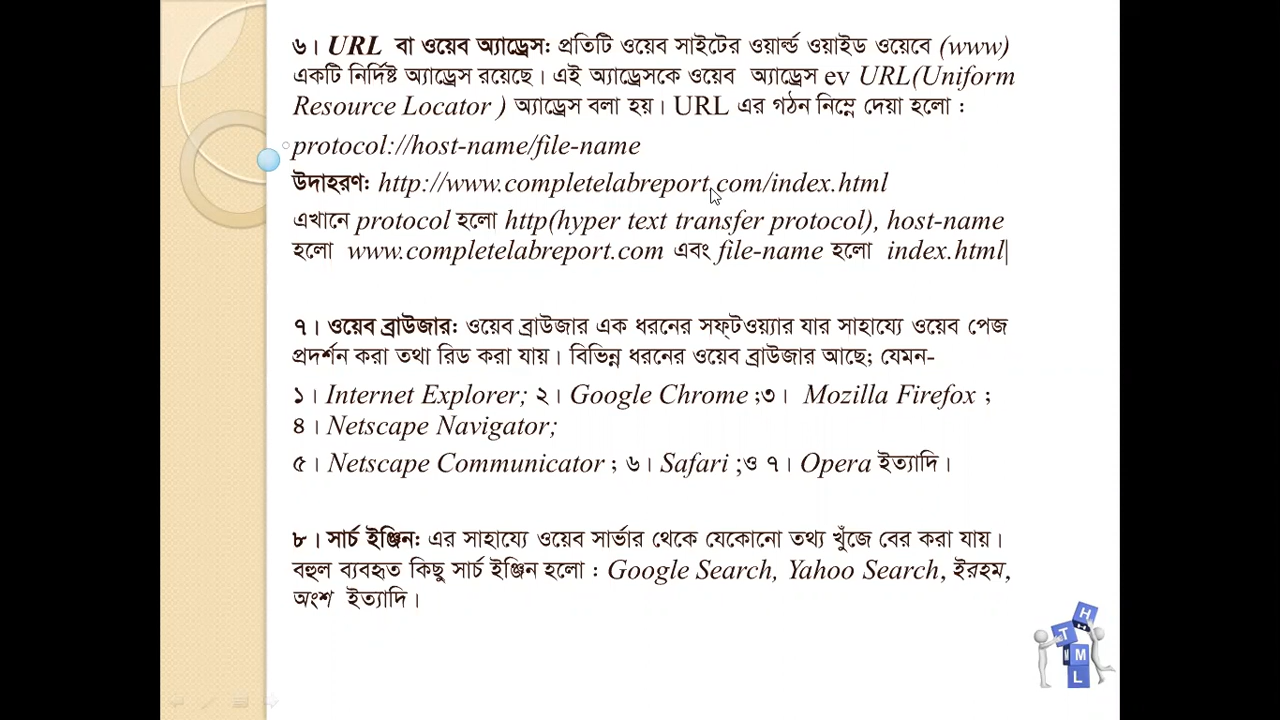 ৬। URL বা ওয়েব অ্যাড্রেস: প্রতিটি ওয়েব সাইটের ওয়ার্ল্ড ওয়াইড ওয়েবে (www)
একটি নির্দিষ্ট অ্যাড্রেস রয়েছে। এই অ্যাড্রেসকে ওয়েব অ্যাড্রেস ev URL(Uniform
Resource Locator ) অ্যাড্রেস বলা হয়। URL এর গঠন নিম্নে দেয়া হলো :
protocol://host-name/file-name
উদাহরণ: http://www.completelabreport.com/index.html
এখানে protocol হলো http(hyper text transfer protocol), host-name
হলো www.completelabreport.com এবং file-name হলো index.html|
৭। ওয়েব ব্রাউজার: ওয়েব ব্রাউজার এক ধরনের সফ্‌টওয়্যার যার সাহায্যে ওয়েব পেজ
প্রদর্শন করা তথা রিড করা যায়। বিভিন্ন ধরনের ওয়েব ব্রাউজার আছে; যেমন-
১। Internet Explorer; ২। Google Chrome ;৩। Mozilla Firefox ;
৪। Netscape Navigator;
৫। Netscape Communicator ; ৬। Safari ;ও ৭। Opera ইত্যাদি।
৮। সার্চ ইঞ্জিন: এর সাহায্যে ওয়েব সার্ভার থেকে যেকোনো তথ্য খুঁজে বের করা যায়।
বহুল ব্যবহৃত কিছু সার্চ ইঞ্জিন হলো : Google Search, Yahoo Search, ইরহম,
অংশ ইত্যাদি।
H
T M
M
L